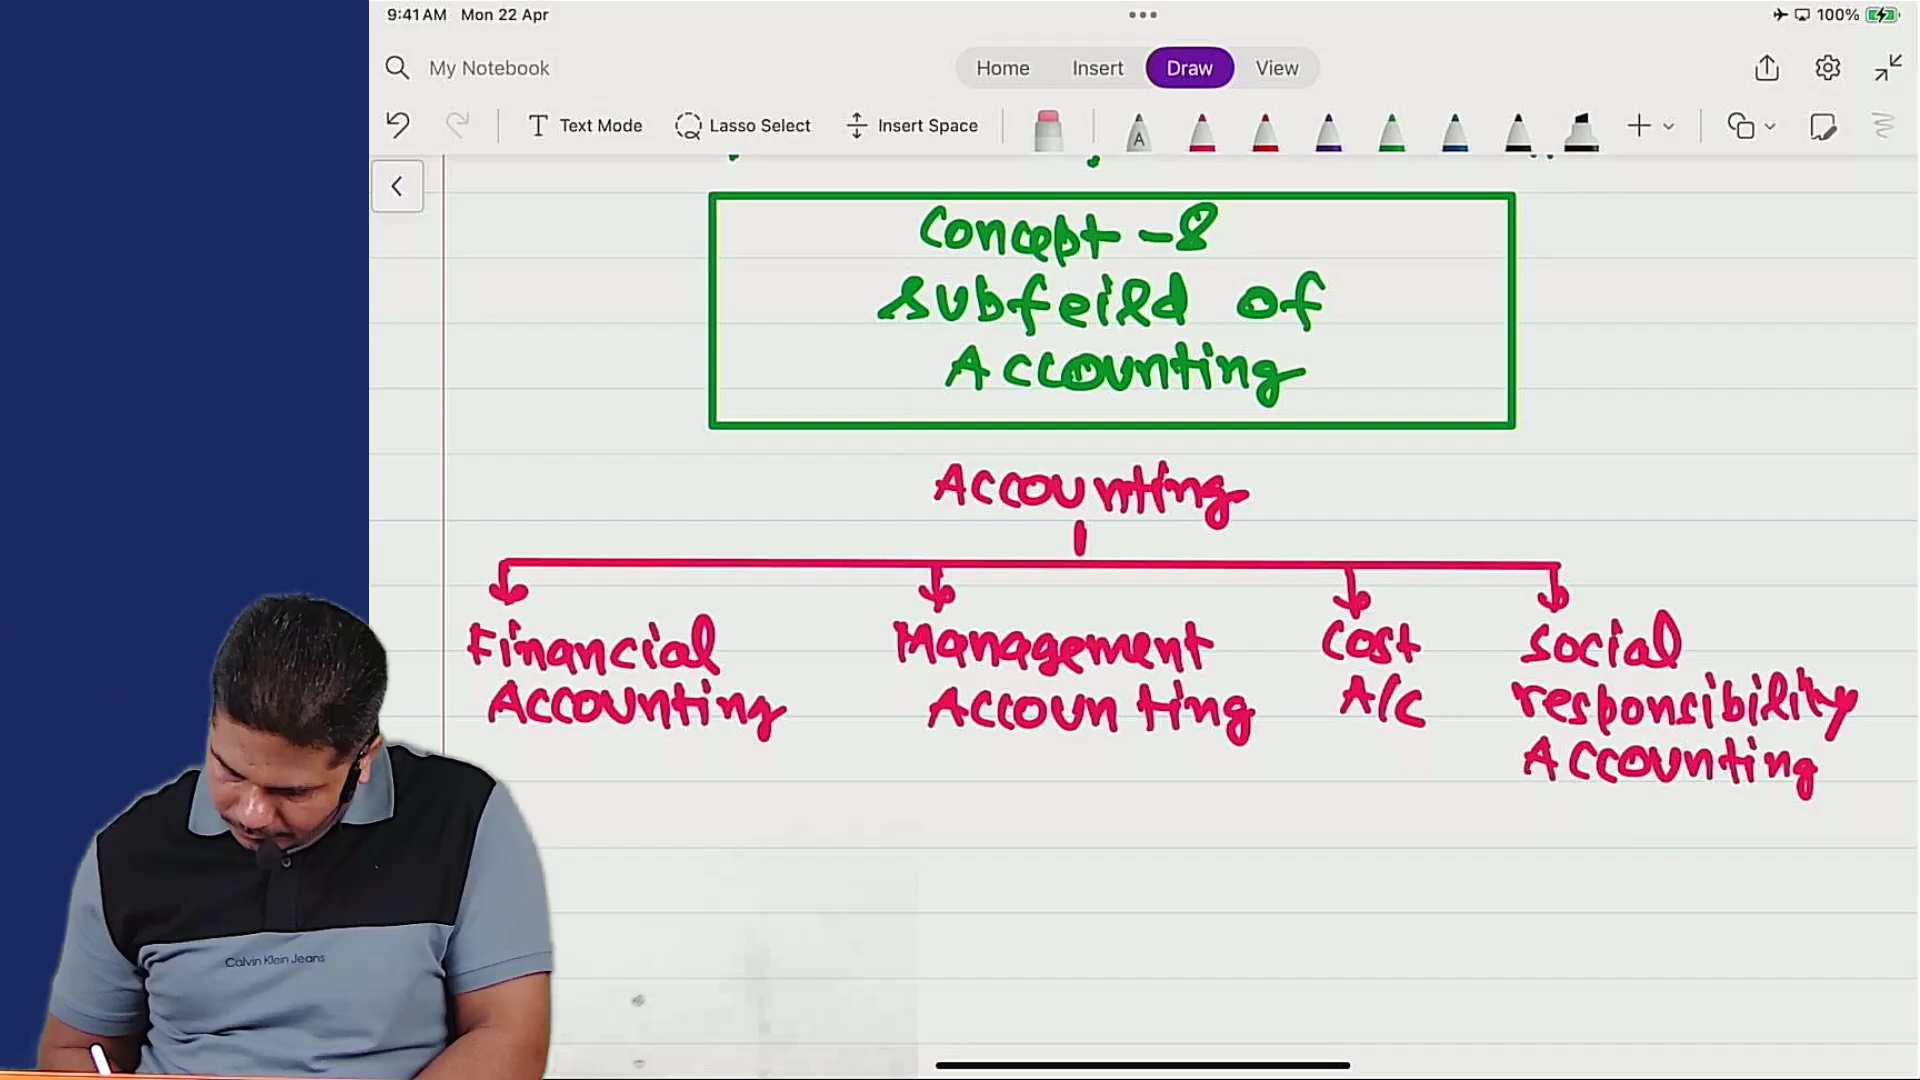 9:41 AM Mon 22 Apr
100%
My Notebook
Home Insert Draw View
Text Mode Lasso Select Insert Space
A
Concept - 8
subfeild of
Accounting
Accounting
Financial Accounting
Management Accounting
Cost A/C
social responsibility Accounting
Calvin Klein Jeans